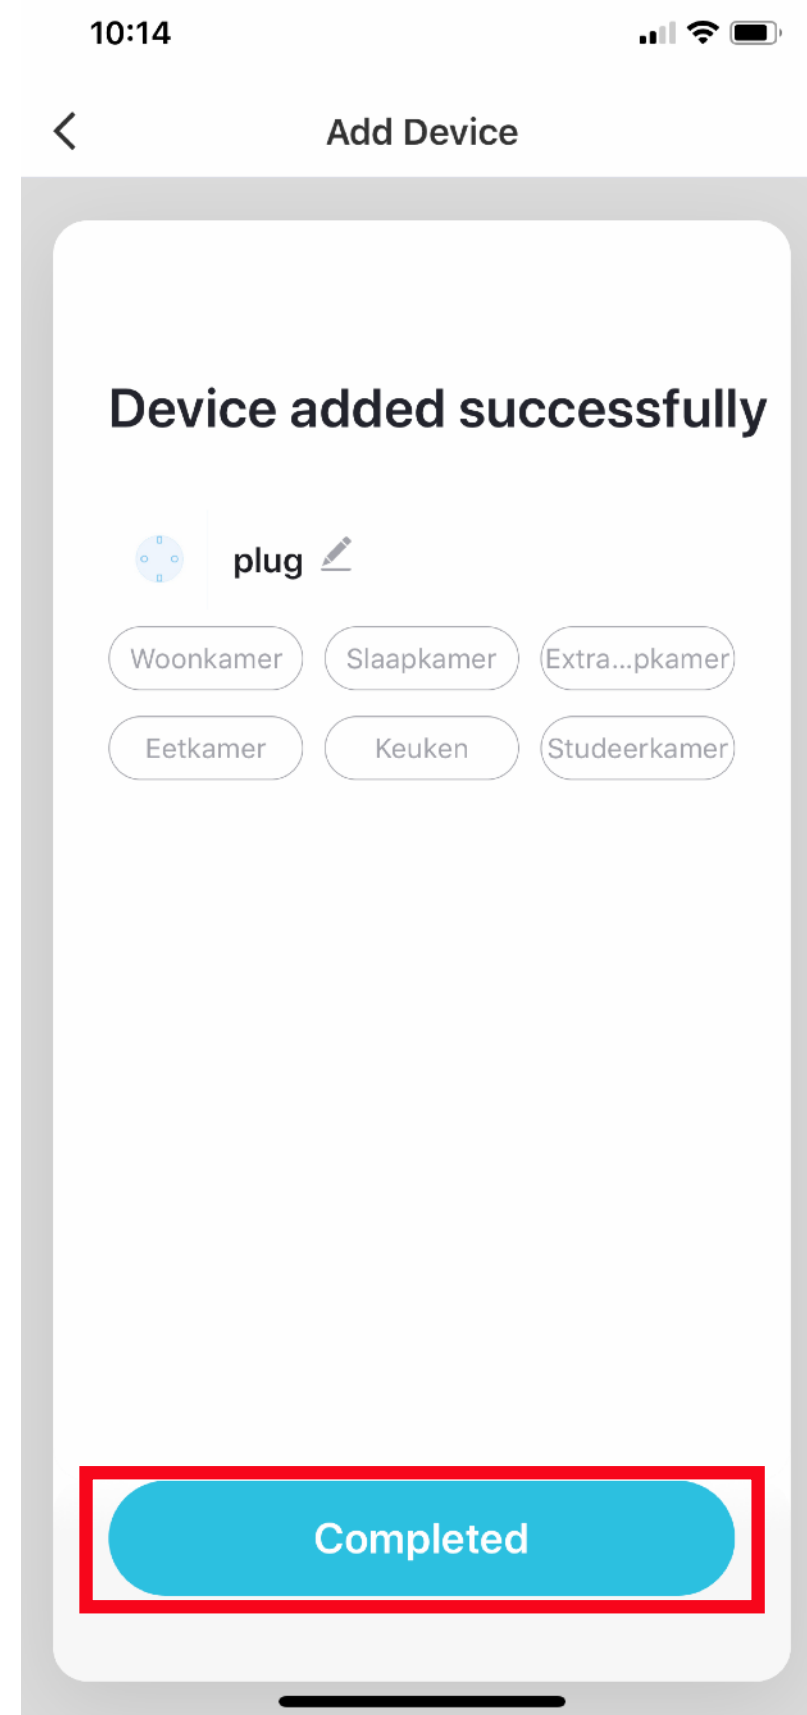 10:14
Add Device
Device added successfully
plug
Woonkamer Slaapkamer Extra...pkamer
Eetkamer Keuken Studeerkamer
Completed